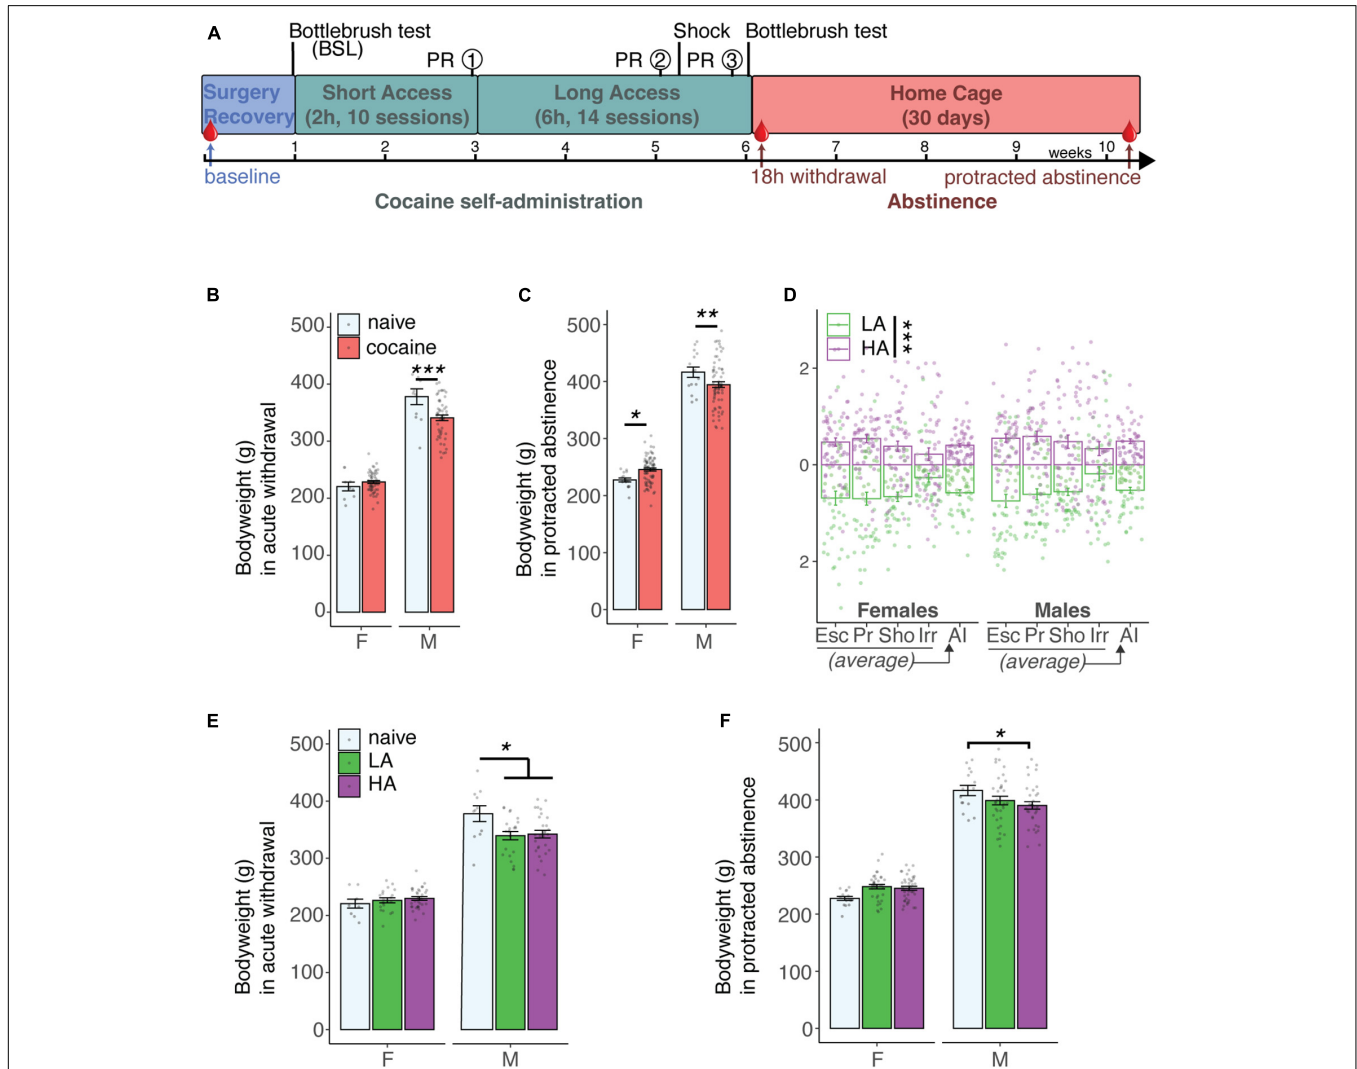 A
Bottlebrush test
(BSL)
Shock
Bottlebrush test
PR 1
PR 2
PR 3
Surgery
Recovery
Short Access
(2h, 10 sessions)
Long Access
(6h, 14 sessions)
Home Cage
(30 days)
1 2 3 4 5 6 7 8 9 weeks 10
baseline
18h withdrawal
protracted abstinence
Cocaine self-administration
Abstinence
B
Bodyweight (g)
in acute withdrawal
500
400
300
200
100
0
naive
cocaine
***
F M
C
Bodyweight (g)
in protracted abstinence
500
400
300
200
100
0
*
**
F M
D
LA
HA
***
2
0
2
Females
Males
Esc Pr Sho Irr AI
Esc Pr Sho Irr AI
(average)
(average)
E
Bodyweight (g)
in acute withdrawal
500
400
300
200
100
0
naive
LA
HA
*
F M
F
Bodyweight (g)
in protracted abstinence
500
400
300
200
100
0
*
F M